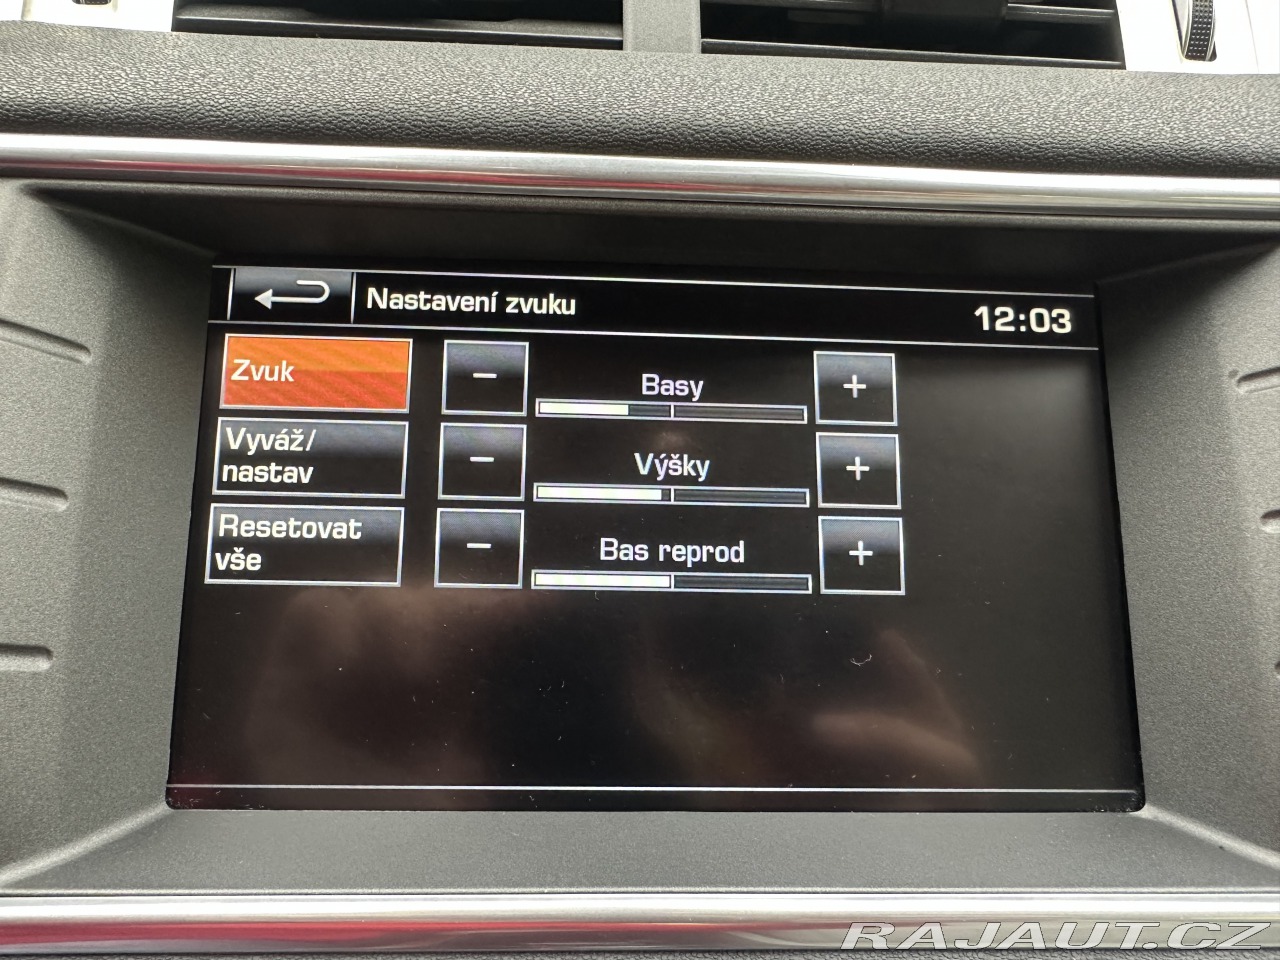 Nastavení zvuku
12:03
Zvuk
− Basy +
Vyváž/
nastav
− Výšky +
Resetovat
vše
− Bas reprod +
RAJAUT.CZ